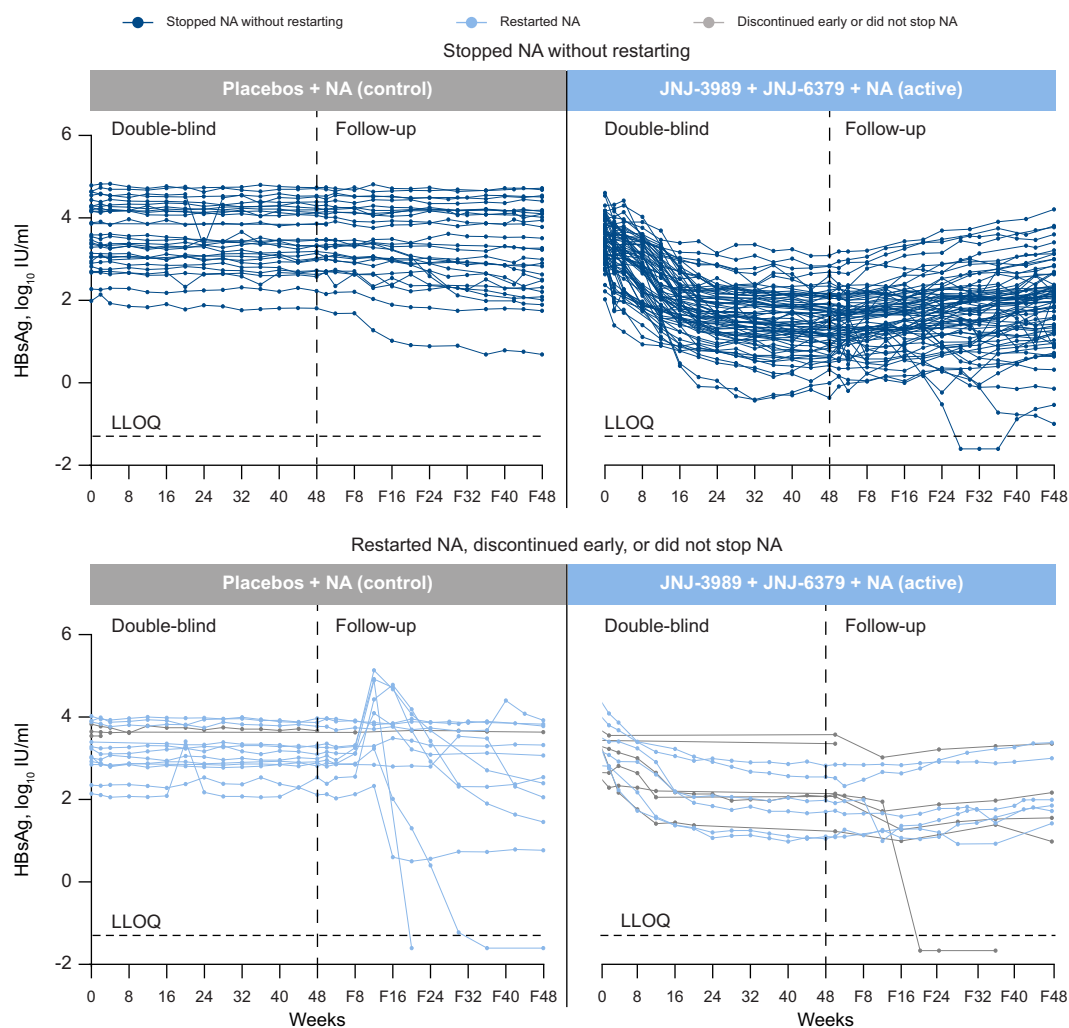 Stopped NA without restarting
Restarted NA
Discontinued early or did not stop NA
Stopped NA without restarting
Placebos + NA (control)
JNJ-3989 + JNJ-6379 + NA (active)
Double-blind
Follow-up
Double-blind
Follow-up
HBsAg, log10 IU/ml
6
4
2
0
-2
LLOQ
LLOQ
0 8 16 24 32 40 48 F8 F16 F24 F32 F40 F48
0 8 16 24 32 40 48 F8 F16 F24 F32 F40 F48
Restarted NA, discontinued early, or did not stop NA
Placebos + NA (control)
JNJ-3989 + JNJ-6379 + NA (active)
Double-blind
Follow-up
Double-blind
Follow-up
HBsAg, log10 IU/ml
6
4
2
0
-2
LLOQ
LLOQ
0 8 16 24 32 40 48 F8 F16 F24 F32 F40 F48
0 8 16 24 32 40 48 F8 F16 F24 F32 F40 F48
Weeks
Weeks